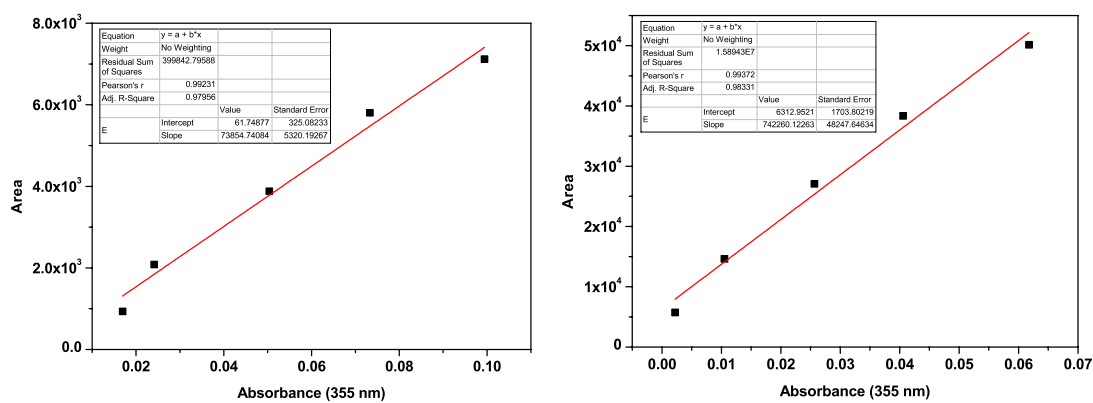 8.0x10³
6.0x10³
4.0x10³
2.0x10³
0.0
Area
Equation y = a + b*x
Weight No Weighting
Residual Sum of Squares 399842.79588
Pearson's r 0.99231
Adj. R-Square 0.97956
Value Standard Error
E Intercept 61.74877 325.08233
Slope 73854.74084 5320.19267
0.02 0.04 0.06 0.08 0.10
Absorbance (355 nm)
5x10⁴
4x10⁴
3x10⁴
2x10⁴
1x10⁴
0
Area
Equation y = a + b*x
Weight No Weighting
Residual Sum of Squares 1.58943E7
Pearson's r 0.99372
Adj. R-Square 0.98331
Value Standard Error
E Intercept 6312.9521 1703.80219
Slope 742260.12263 48247.64634
0.00 0.01 0.02 0.03 0.04 0.05 0.06 0.07
Absorbance (355 nm)